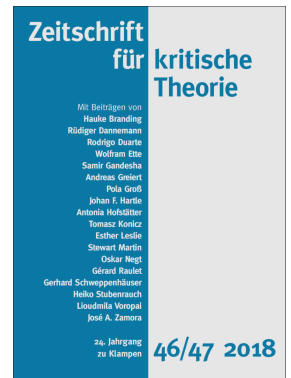 Zeitschrift
für kritische
Theorie
Mit Beiträgen von
Hauke Branding
Rüdiger Dannemann
Rodrigo Duarte
Wolfram Ette
Samir Gandesha
Andreas Greiert
Pola Groß
Johan F. Hartle
Antonia Hofstätter
Tomasz Konicz
Esther Leslie
Stewart Martin
Oskar Negt
Gérard Raulet
Gerhard Schweppenhäuser
Heiko Stubenrauch
Lioudmila Voropai
José A. Zamora
24. Jahrgang
zu Klampen
46/47 2018